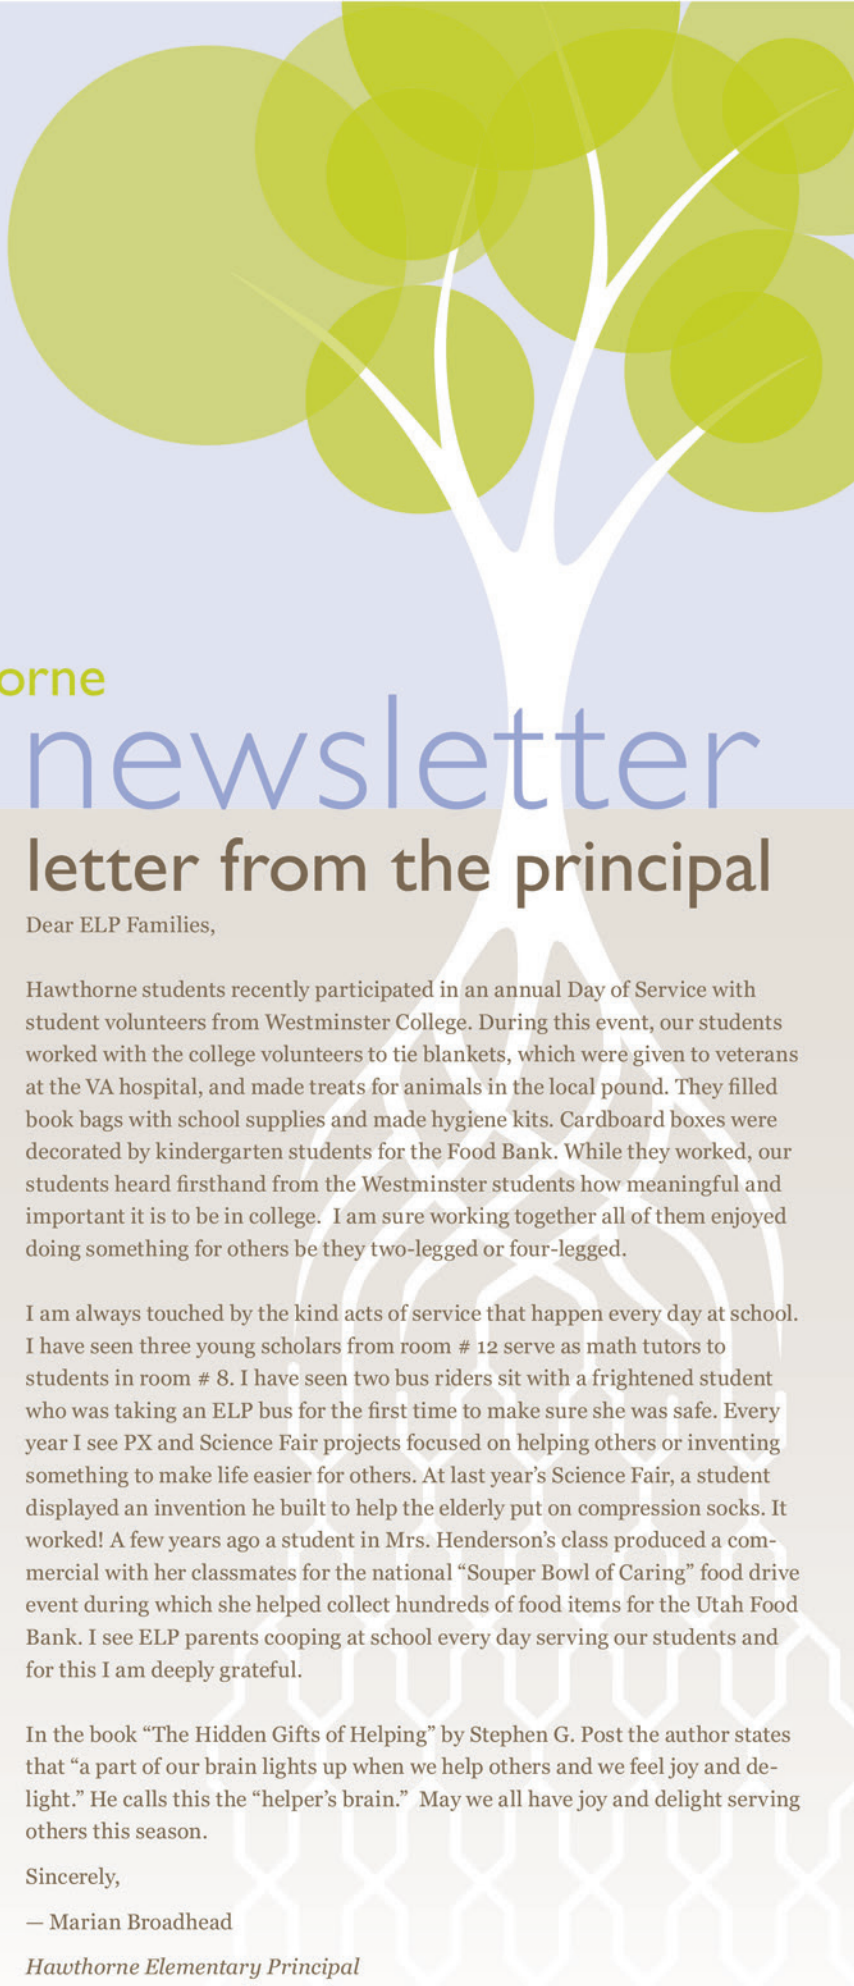 orne
newsletter
letter from the principal
Dear ELP Families,
Hawthorne students recently participated in an annual Day of Service with
student volunteers from Westminster College. During this event, our students
worked with the college volunteers to tie blankets, which were given to veterans
at the VA hospital, and made treats for animals in the local pound. They filled
book bags with school supplies and made hygiene kits. Cardboard boxes were
decorated by kindergarten students for the Food Bank. While they worked, our
students heard firsthand from the Westminster students how meaningful and
important it is to be in college.  I am sure working together all of them enjoyed
doing something for others be they two-legged or four-legged.
I am always touched by the kind acts of service that happen every day at school.
I have seen three young scholars from room # 12 serve as math tutors to
students in room # 8. I have seen two bus riders sit with a frightened student
who was taking an ELP bus for the first time to make sure she was safe. Every
year I see PX and Science Fair projects focused on helping others or inventing
something to make life easier for others. At last year’s Science Fair, a student
displayed an invention he built to help the elderly put on compression socks. It
worked! A few years ago a student in Mrs. Henderson’s class produced a com-
mercial with her classmates for the national “Souper Bowl of Caring” food drive
event during which she helped collect hundreds of food items for the Utah Food
Bank. I see ELP parents cooping at school every day serving our students and
for this I am deeply grateful.
In the book “The Hidden Gifts of Helping” by Stephen G. Post the author states
that “a part of our brain lights up when we help others and we feel joy and de-
light.” He calls this the “helper’s brain.”  May we all have joy and delight serving
others this season.
Sincerely,
— Marian Broadhead
Hawthorne Elementary Principal